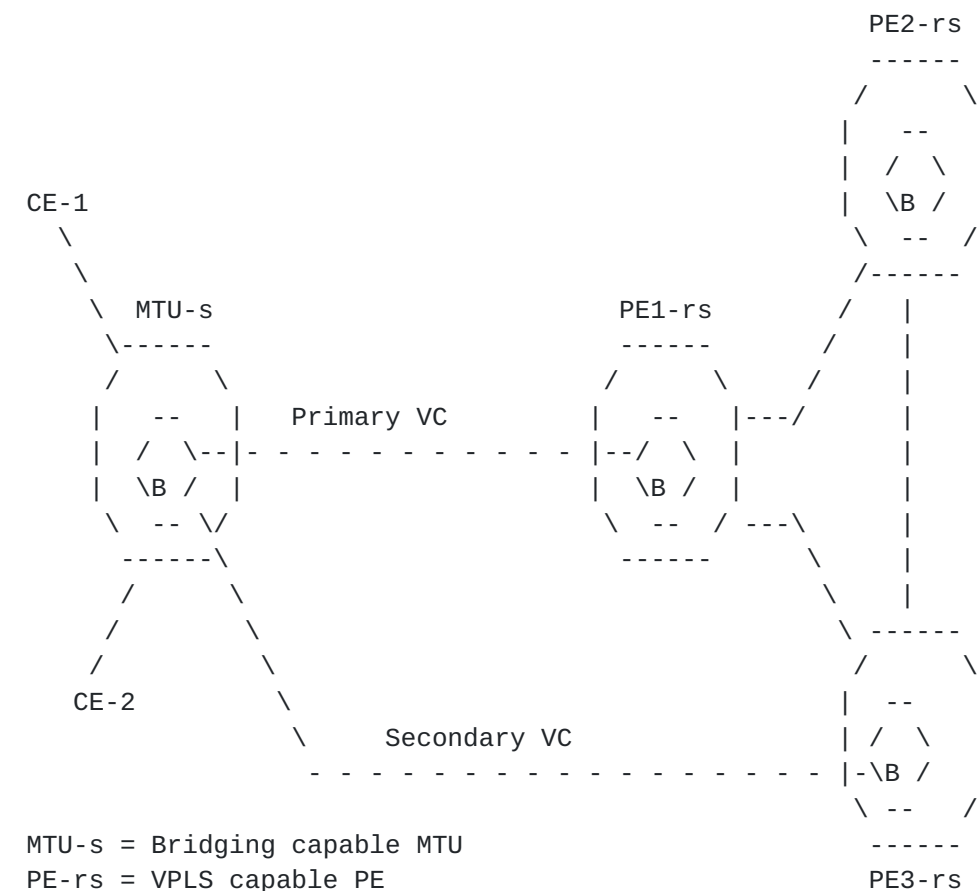 PE2-rs
B
CE-1
MTU-s
PE1-rs
Primary VC
B
B
CE-2
Secondary VC
B
MTU-s = Bridging capable MTU
PE-rs = VPLS capable PE
PE3-rs